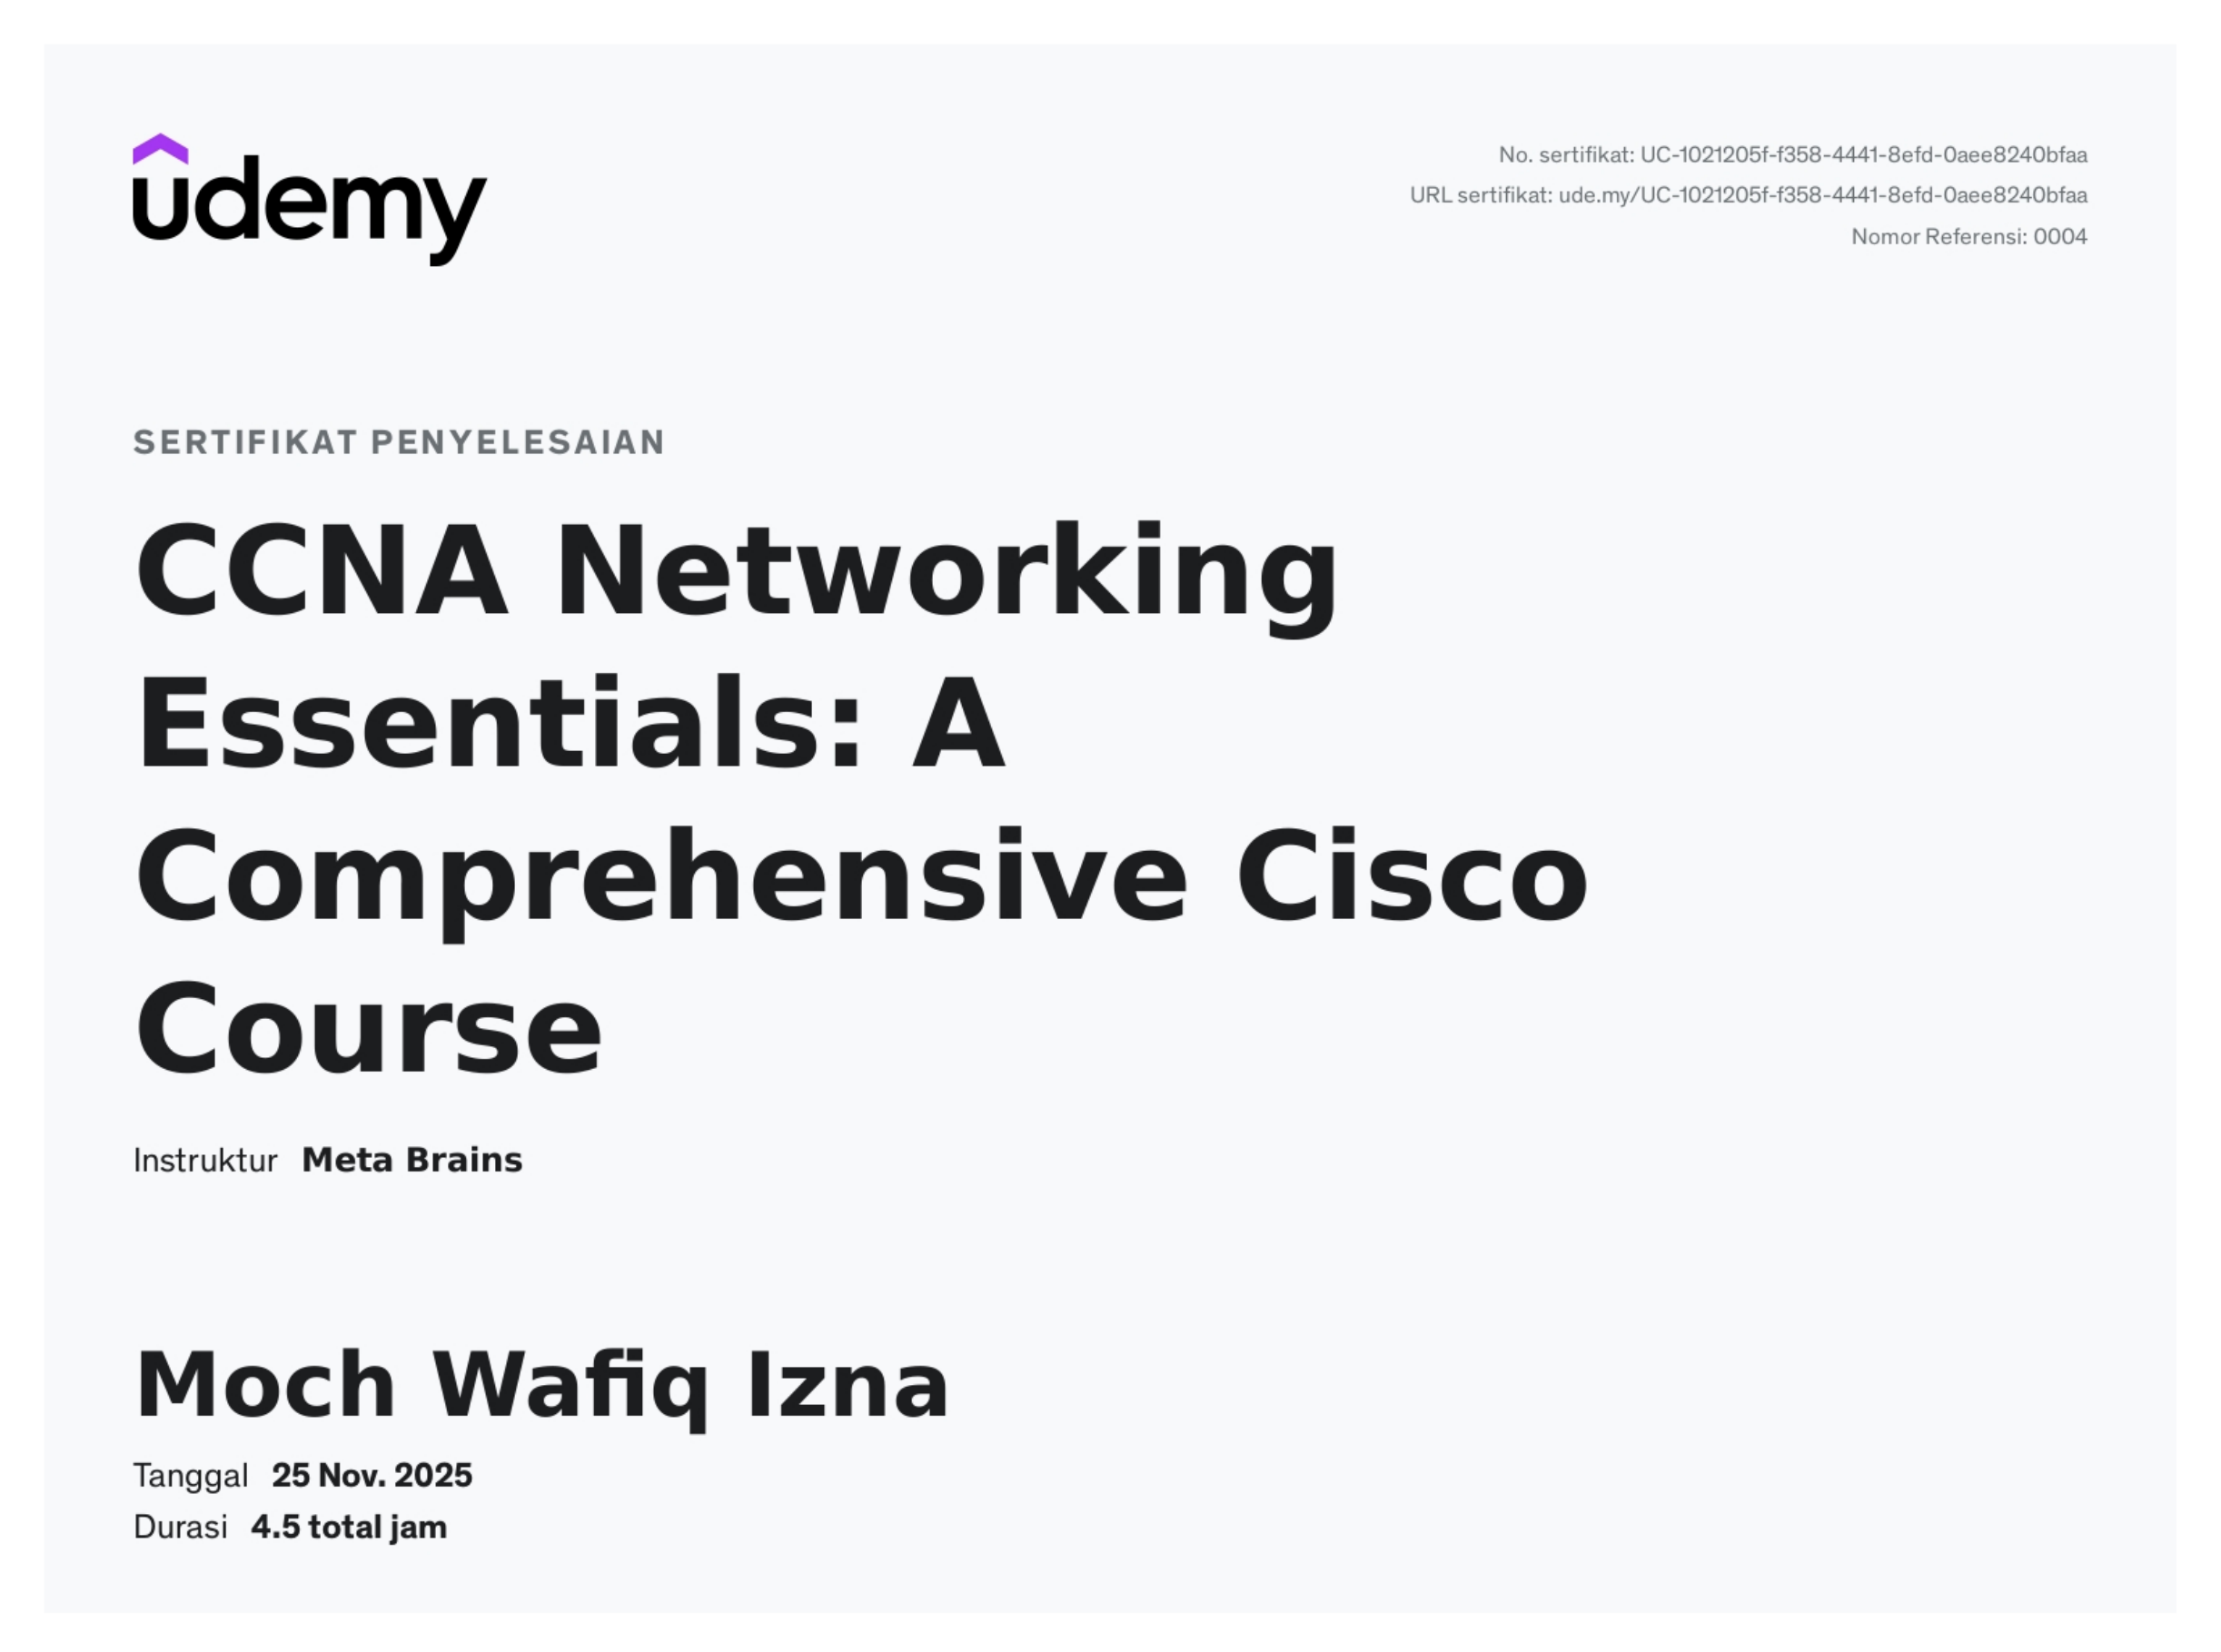 udemy
No. sertifikat: UC-1021205f-f358-4441-8efd-0aee8240bfaa
URL sertifikat: ude.my/UC-1021205f-f358-4441-8efd-0aee8240bfaa
Nomor Referensi: 0004
SERTIFIKAT PENYELESAIAN
CCNA Networking
Essentials: A
Comprehensive Cisco
Course
Instruktur Meta Brains
Moch Wafiq Izna
Tanggal 25 Nov. 2025
Durasi 4.5 total jam